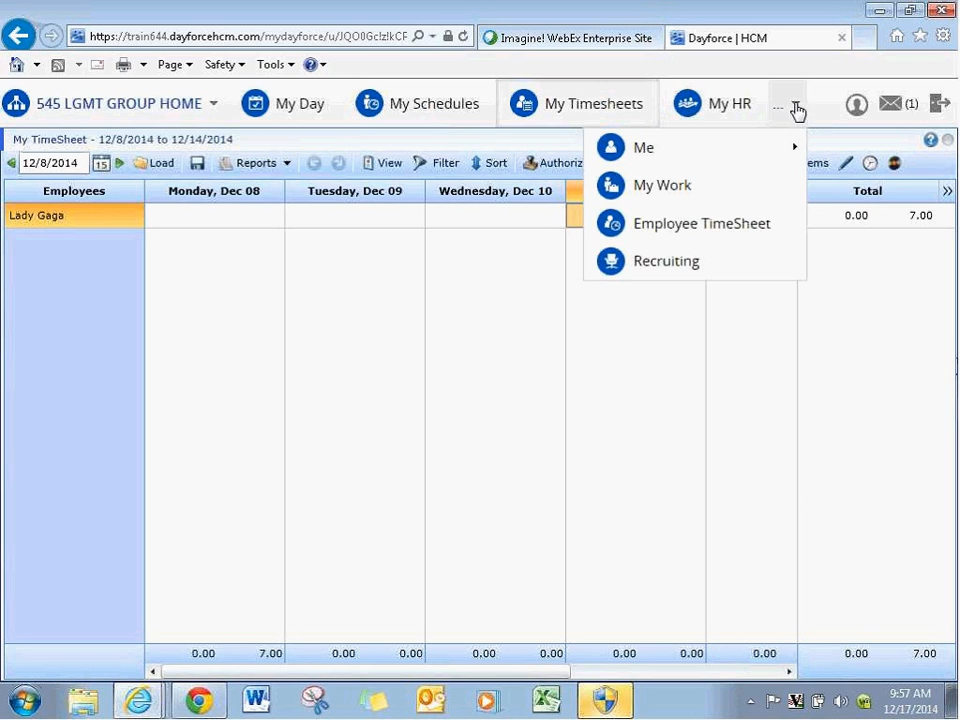 https://train644.dayforcehcm.com/mydayforce/u/JQO0Gclzlk Imagine! WebEx Enterprise Site Dayforce | HCM
Page Safety Tools
545 LGMT GROUP HOME My Day My Schedules My Timesheets My HR ... (1)
My TimeSheet - 12/8/2014 to 12/14/2014
12/8/2014 15 Load Reports View Filter Sort Authoriz ems
Me
My Work
Employee TimeSheet
Recruiting
Employees Monday, Dec 08 Tuesday, Dec 09 Wednesday, Dec 10 Total »
Lady Gaga 0.00 7.00
0.00 7.00 0.00 0.00 0.00 0.00 0.00 0.00 0.00 0.00 7.00
9:57 AM
12/17/2014